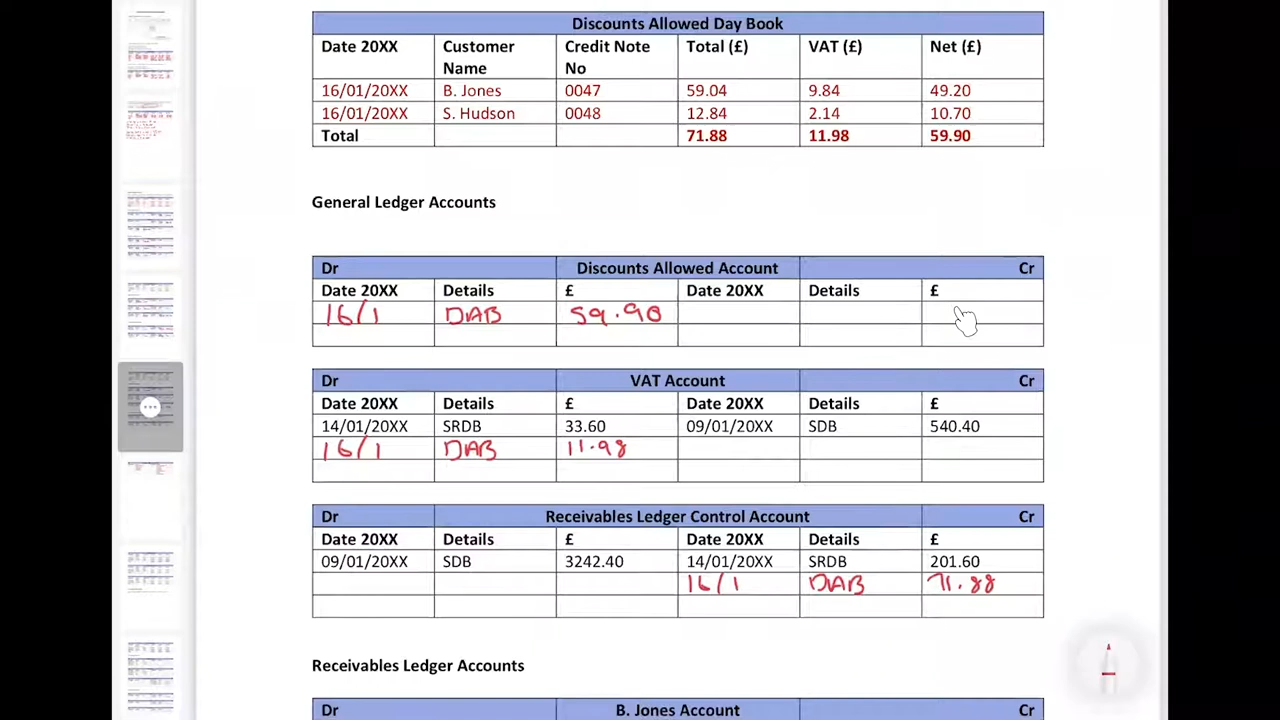 Discounts Allowed Day Book
Date 20XX Customer Name Credit Note No Total (£) VAT (£) Net (£)
16/01/20XX B. Jones 0047 59.04 9.84 49.20
16/01/20XX S. Hudson 0048 12.84 2.14 10.70
Total 71.88 11.98 59.90
General Ledger Accounts
Dr Discounts Allowed Account Cr
Date 20XX Details £ Date 20XX Details £
16/1 DAB 59.90
Dr VAT Account Cr
Date 20XX Details £ Date 20XX Details £
14/01/20XX SRDB 33.60 09/01/20XX SDB 540.40
16/1 DAB 11.98
Dr Receivables Ledger Control Account Cr
Date 20XX Details £ Date 20XX Details £
09/01/20XX SDB 3242.40 14/01/20XX SRDB 201.60
16/1 DAB 71.88
Receivables Ledger Accounts
Dr B. Jones Account Cr